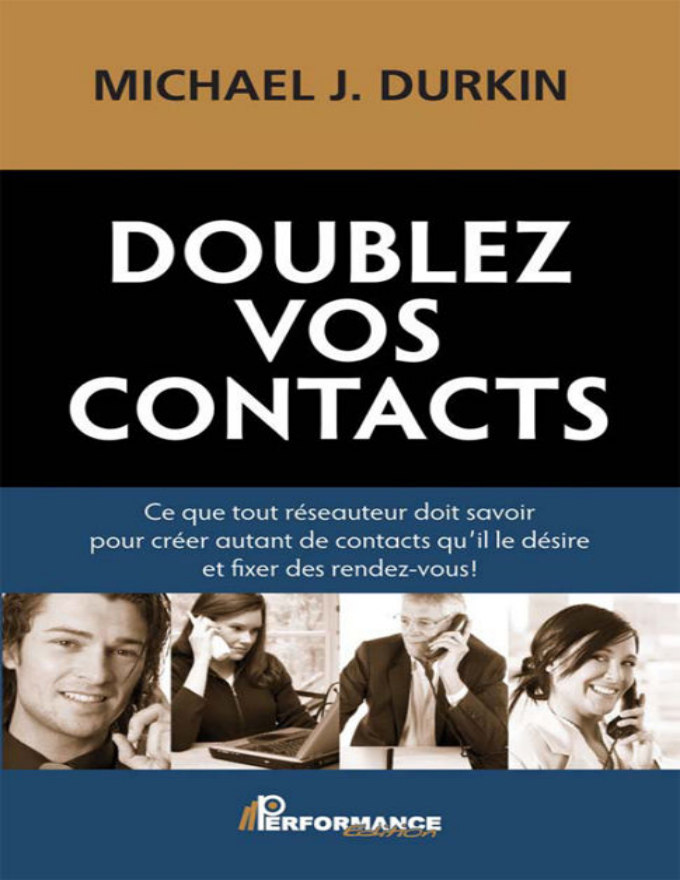 MICHAEL J. DURKIN
DOUBLEZ
VOS
CONTACTS
Ce que tout réseauteur doit savoir
pour créer autant de contacts qu'il le désire
et fixer des rendez-vous!
PERFORMANCE
Edition